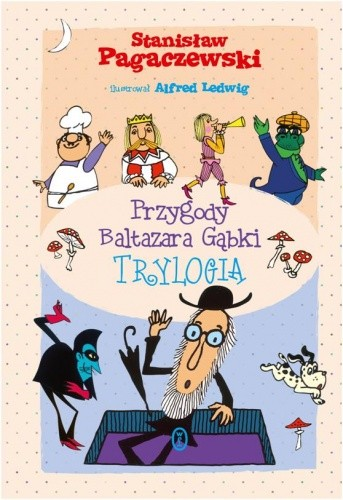 Stanisław
Pagaczewski
ilustrował Alfred Ledwig
Przygody
Baltazara Gąbki
TRYLOGIA